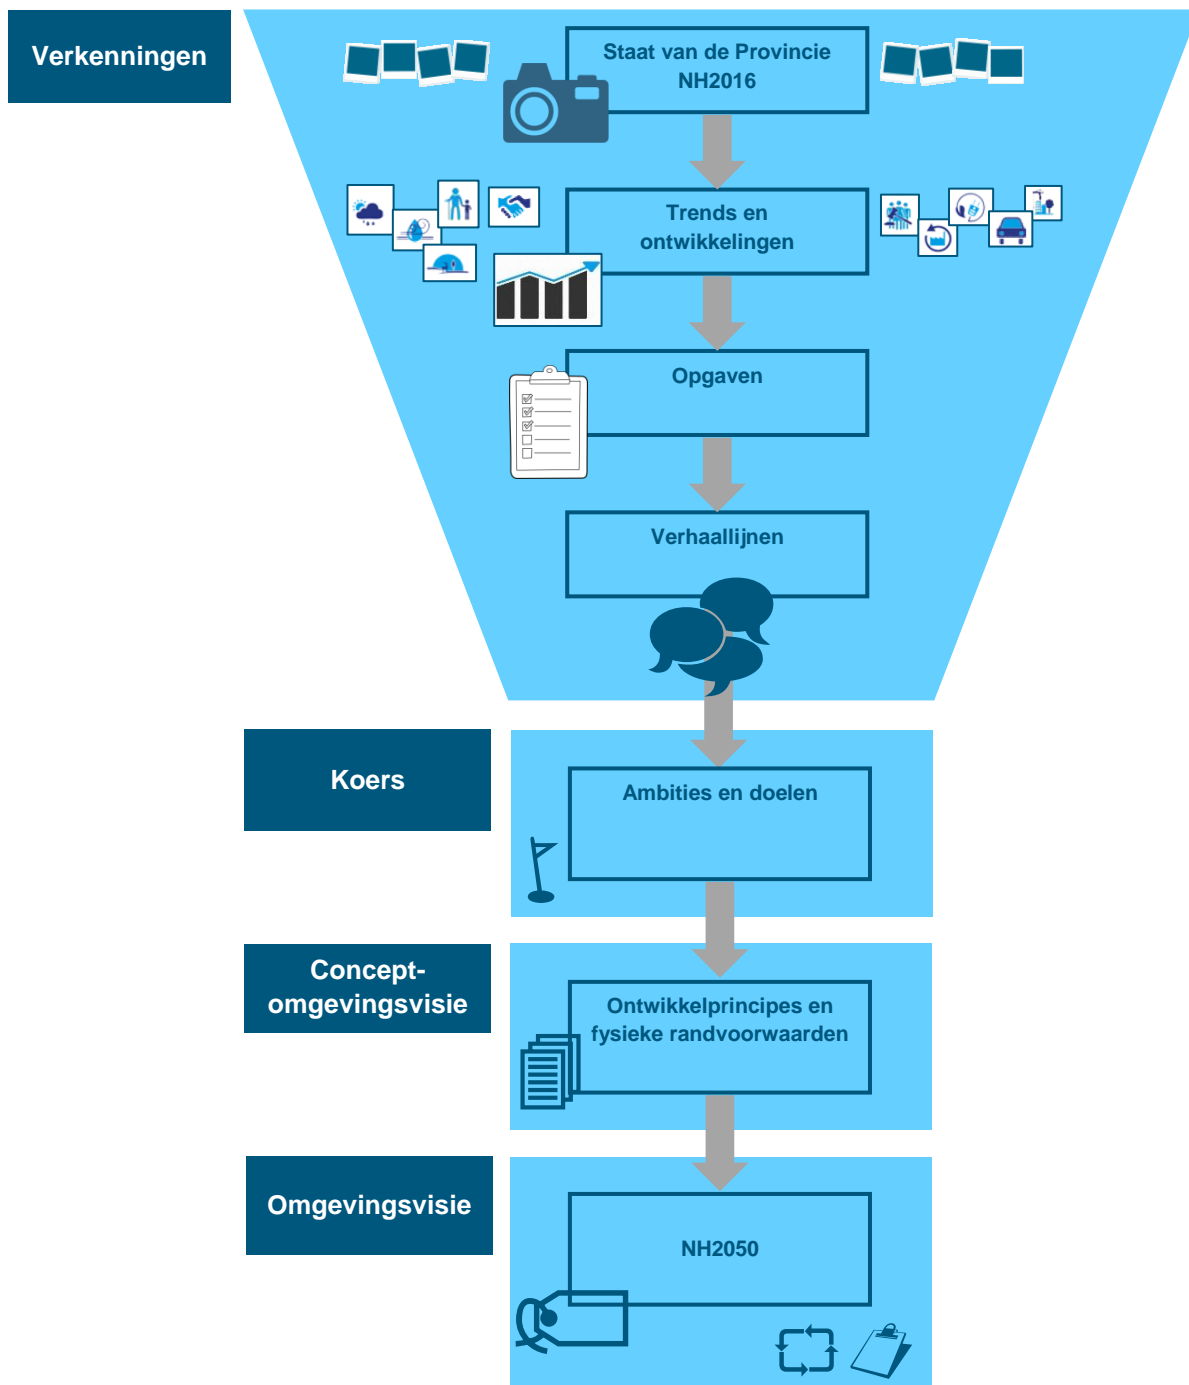 Verkenningen
Staat van de Provincie
NH2016
Trends en
ontwikkelingen
Opgaven
Verhaallijnen
Koers
Ambities en doelen
Concept-
omgevingsvisie
Ontwikkelprincipes en
fysieke randvoorwaarden
Omgevingsvisie
NH2050